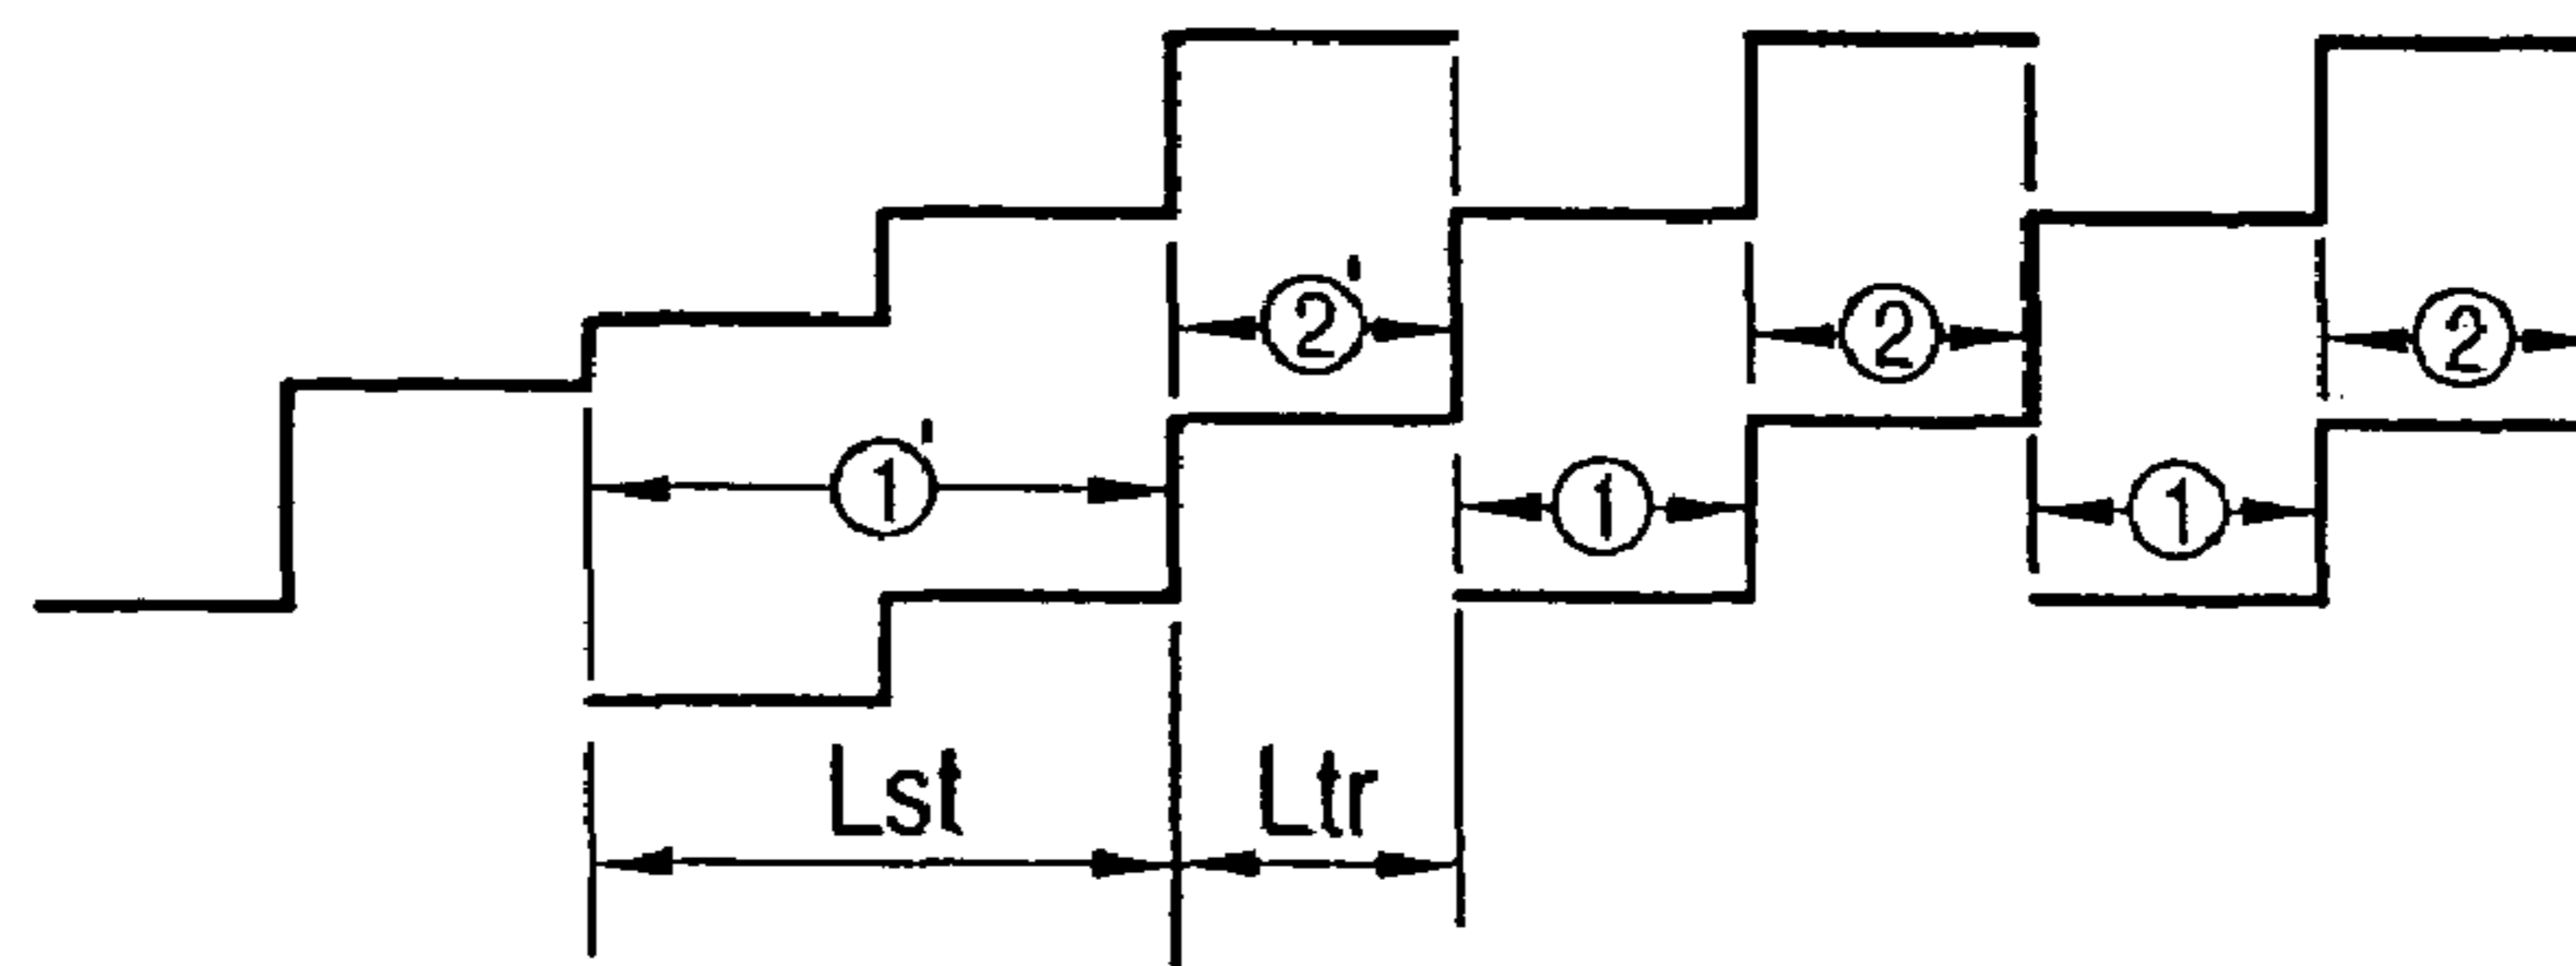 ②' ② ②
①' ① ①
Lst Ltr